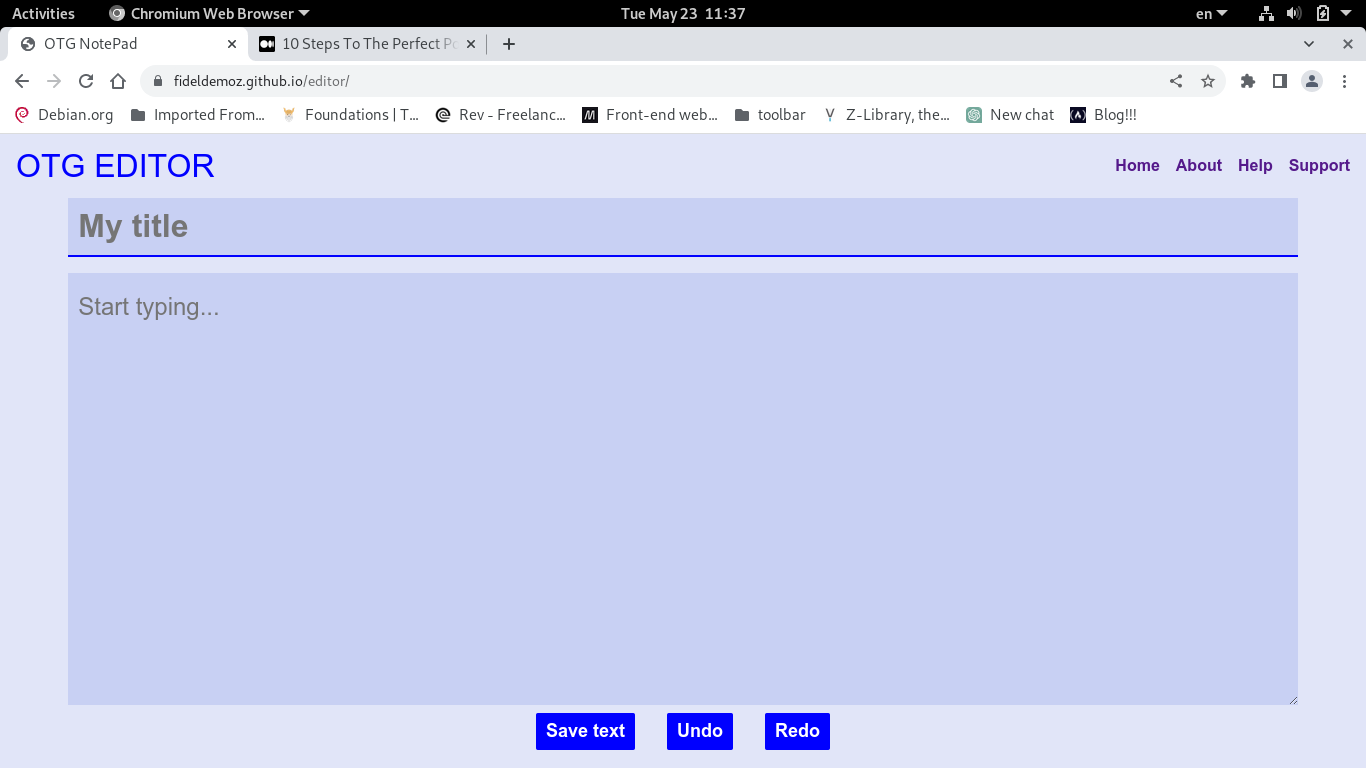 Activities Chromium Web Browser Tue May 23 11:37 en
OTG NotePad 10 Steps To The Perfect
fideldemoz.github.io/editor/
Debian.org Imported From... Foundations | T... Rev - Freelanc... Front-end web... toolbar Z-Library, the... New chat Blog!!!
OTG EDITOR Home About Help Support
My title
Start typing...
Save text Undo Redo